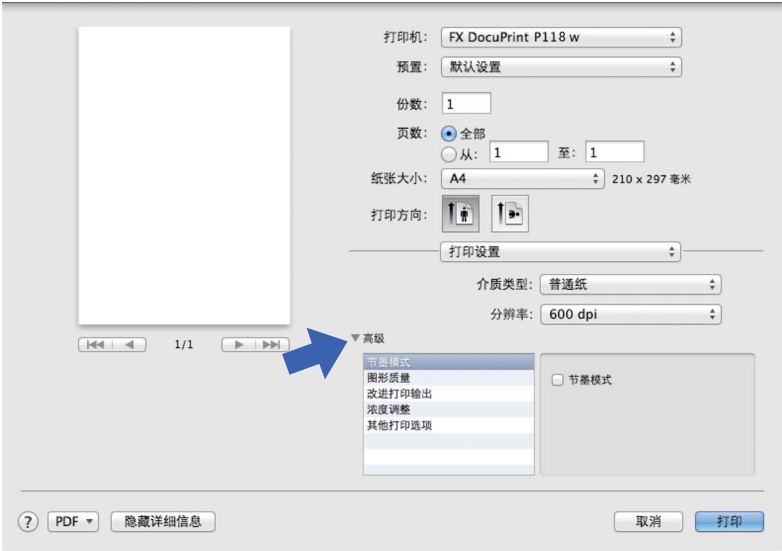 打印机: FX DocuPrint P118 w
预置: 默认设置
份数: 1
页数: 全部
从: 1 至: 1
纸张大小: A4 210 x 297 毫米
打印方向:
打印设置
介质类型: 普通纸
分辨率: 600 dpi
1/1
高级
节墨模式
图形质量
节墨模式
改进打印输出
浓度调整
其他打印选项
? PDF 隐藏详细信息 取消 打印